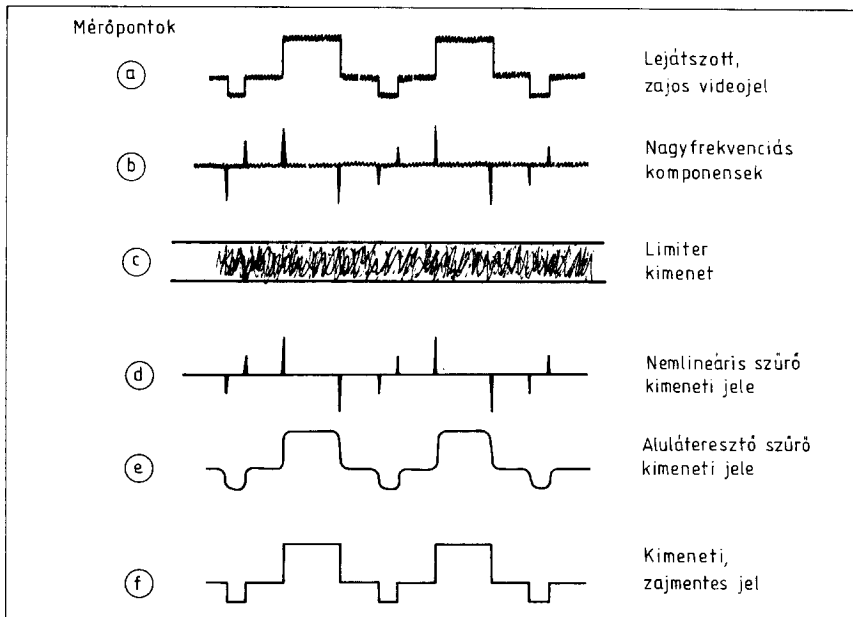 Mérőpontok
a
Lejátszott,
zajos videojel
b
Nagyfrekvenciás
komponensek
c
Limiter
kimenet
d
Nemlineáris szűrő
kimeneti jele
e
Aluláteresztő szűrő
kimeneti jele
f
Kimeneti,
zajmentes jel